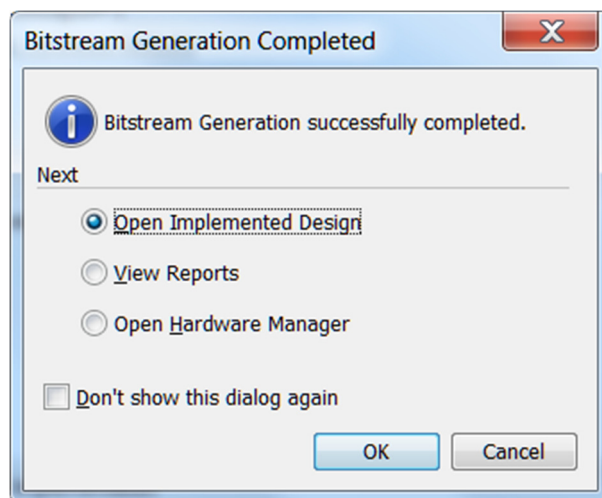 Bitstream Generation Completed
Bitstream Generation successfully completed.
Next
Open Implemented Design
View Reports
Open Hardware Manager
Don't show this dialog again
OK Cancel